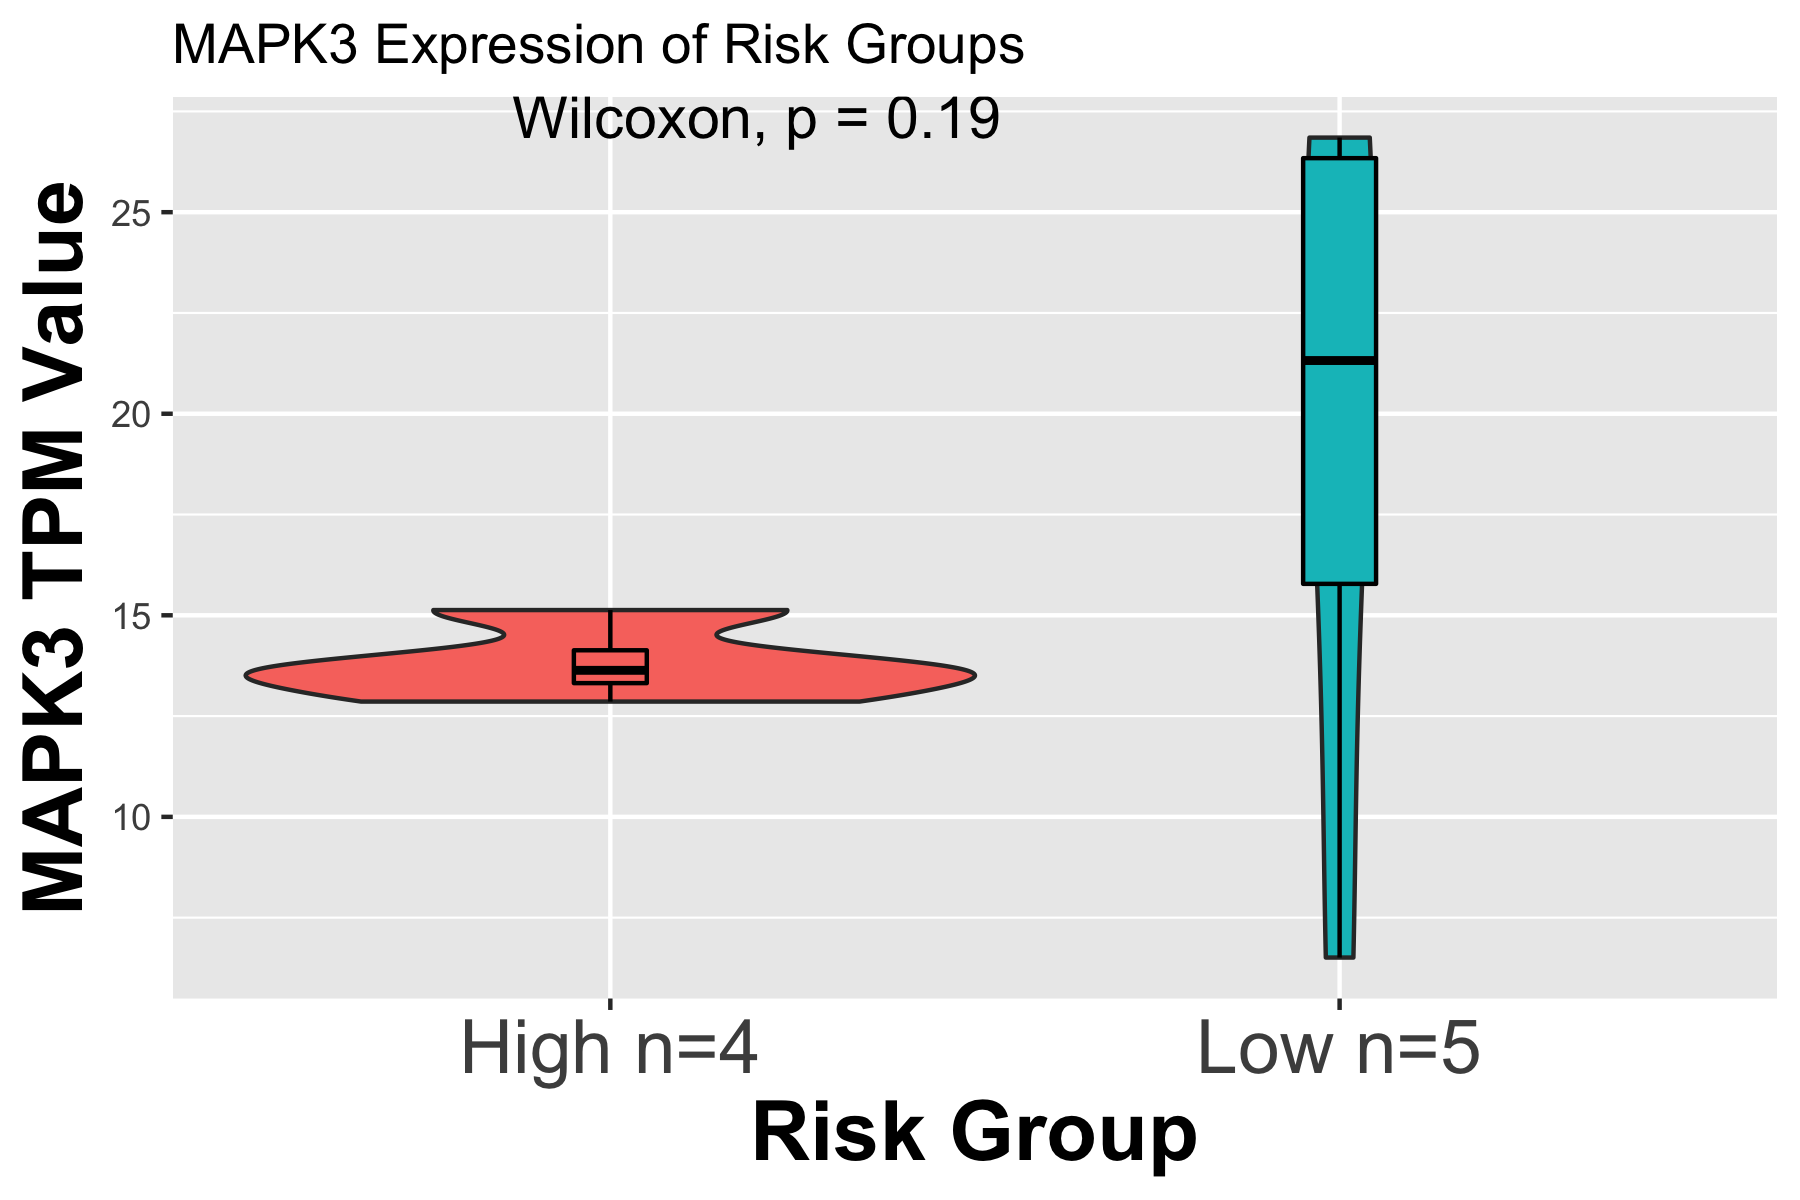 MAPK3 Expression of Risk Groups
Wilcoxon, p = 0.19
MAPK3 TPM Value
25
20
15
10
High n=4
Low n=5
Risk Group